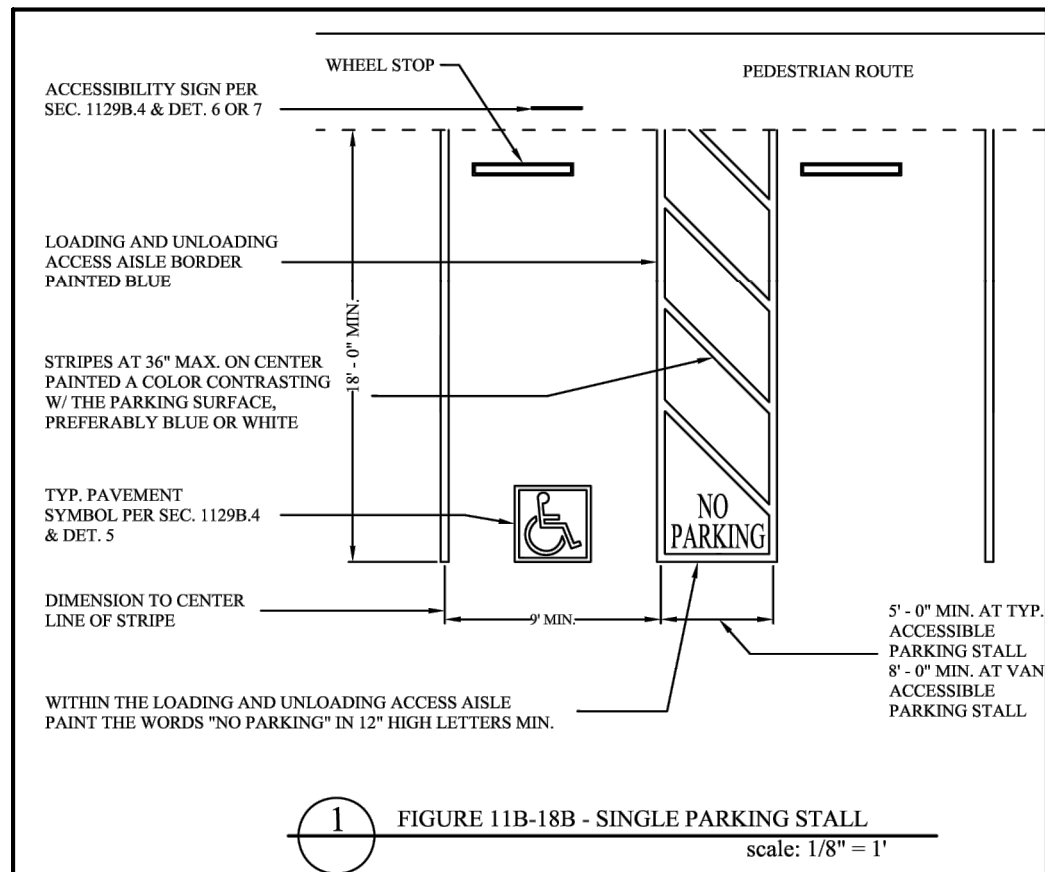 WHEEL STOP
PEDESTRIAN ROUTE
ACCESSIBILITY SIGN PER
SEC. 1129B.4 & DET. 6 OR 7
LOADING AND UNLOADING
ACCESS AISLE BORDER
PAINTED BLUE
18' - 0" MIN.
STRIPES AT 36" MAX. ON CENTER
PAINTED A COLOR CONTRASTING
W/ THE PARKING SURFACE,
PREFERABLY BLUE OR WHITE
TYP. PAVEMENT
SYMBOL PER SEC. 1129B.4
& DET. 5
NO
PARKING
DIMENSION TO CENTER
LINE OF STRIPE
9' MIN.
5' - 0" MIN. AT TYP.
ACCESSIBLE
PARKING STALL
8' - 0" MIN. AT VAN
ACCESSIBLE
PARKING STALL
WITHIN THE LOADING AND UNLOADING ACCESS AISLE
PAINT THE WORDS "NO PARKING" IN 12" HIGH LETTERS MIN.
1
FIGURE 11B-18B - SINGLE PARKING STALL
scale: 1/8" = 1'